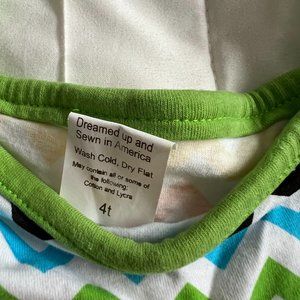 Dreamed up and
Sewn in America
Wash Cold, Dry Flat
May contain all or some of
the following:
Cotton and Lycra
4t